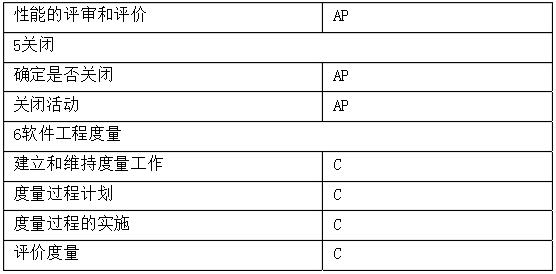 性能的评审和评价 AP
5关闭
确定是否关闭 AP
关闭活动 AP
6软件工程度量
建立和维持度量工作 C
度量过程计划 C
度量过程的实施 C
评价度量 C